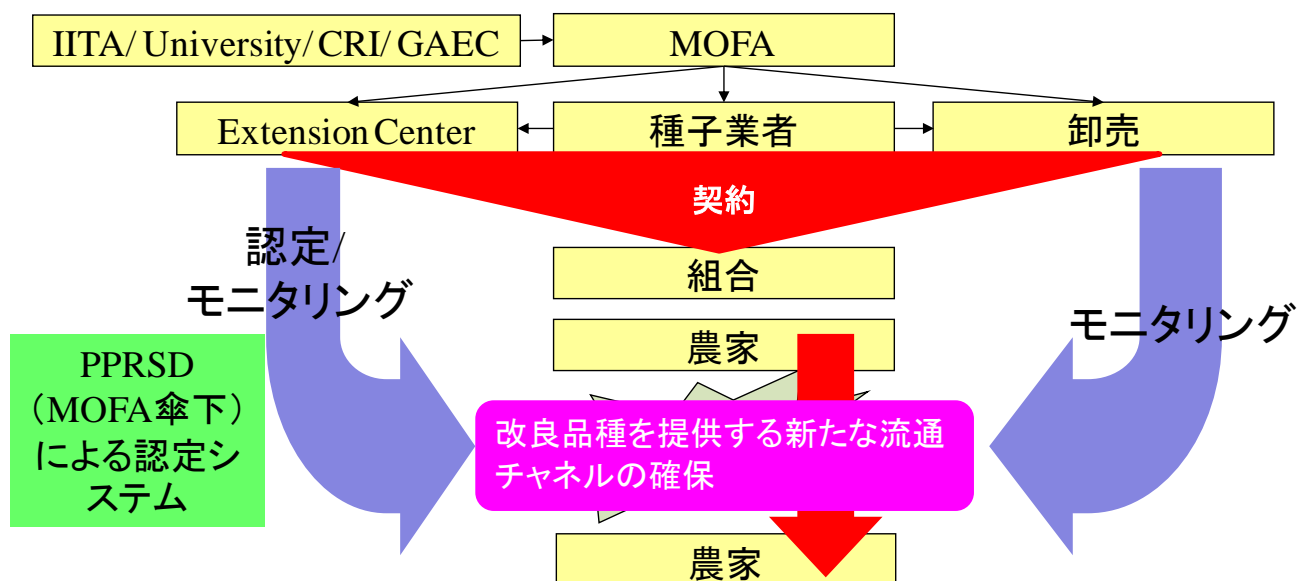 IITA/ University/ CRI/ GAEC
MOFA
Extension Center
種子業者
卸売
契約
認定/
モニタリング
組合
モニタリング
農家
PPRSD
(MOFA傘下)
による認定シ
ステム
改良品種を提供する新たな流通
チャネルの確保
農家